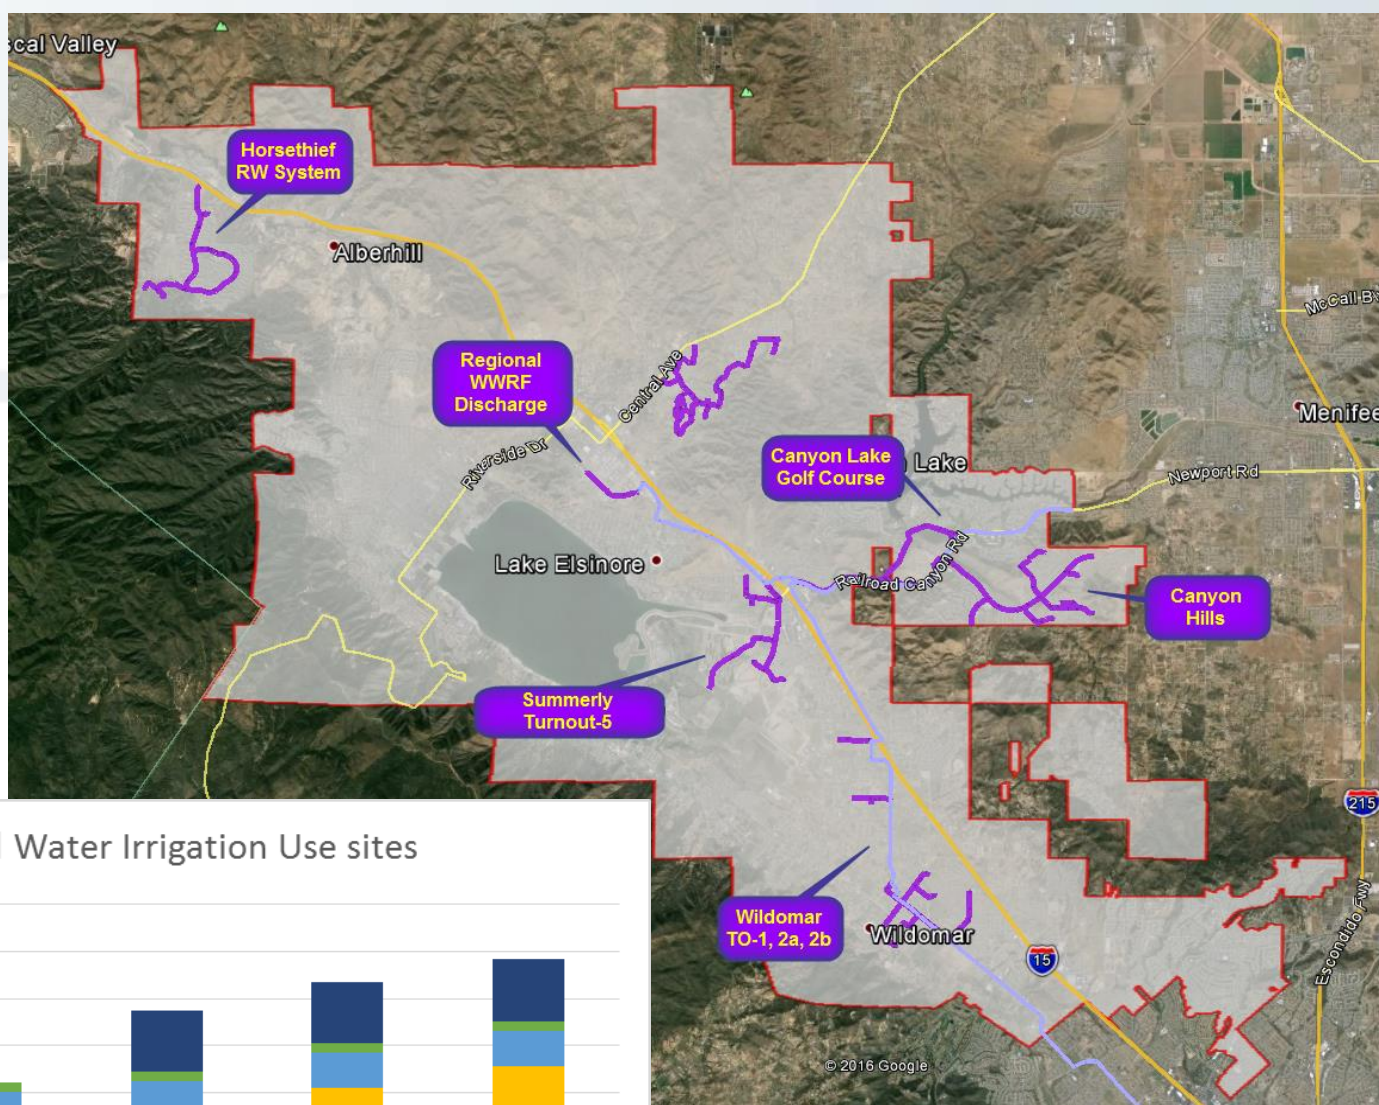 Valley
Horsethief
RW System
Alberhill
McCall
Regional
WWRF
Discharge
Central Ave
Menifee
Riverside Dr
Canyon Lake
Golf Course
Lake
Newport Rd
Lake Elsinore
Railroad Canyon Rd
Canyon
Hills
Summerly
Turnout-5
215
Water Irrigation Use sites
Wildomar
TO-1, 2a, 2b
Wildomar
15
Escondido Fwy
© 2016 Google